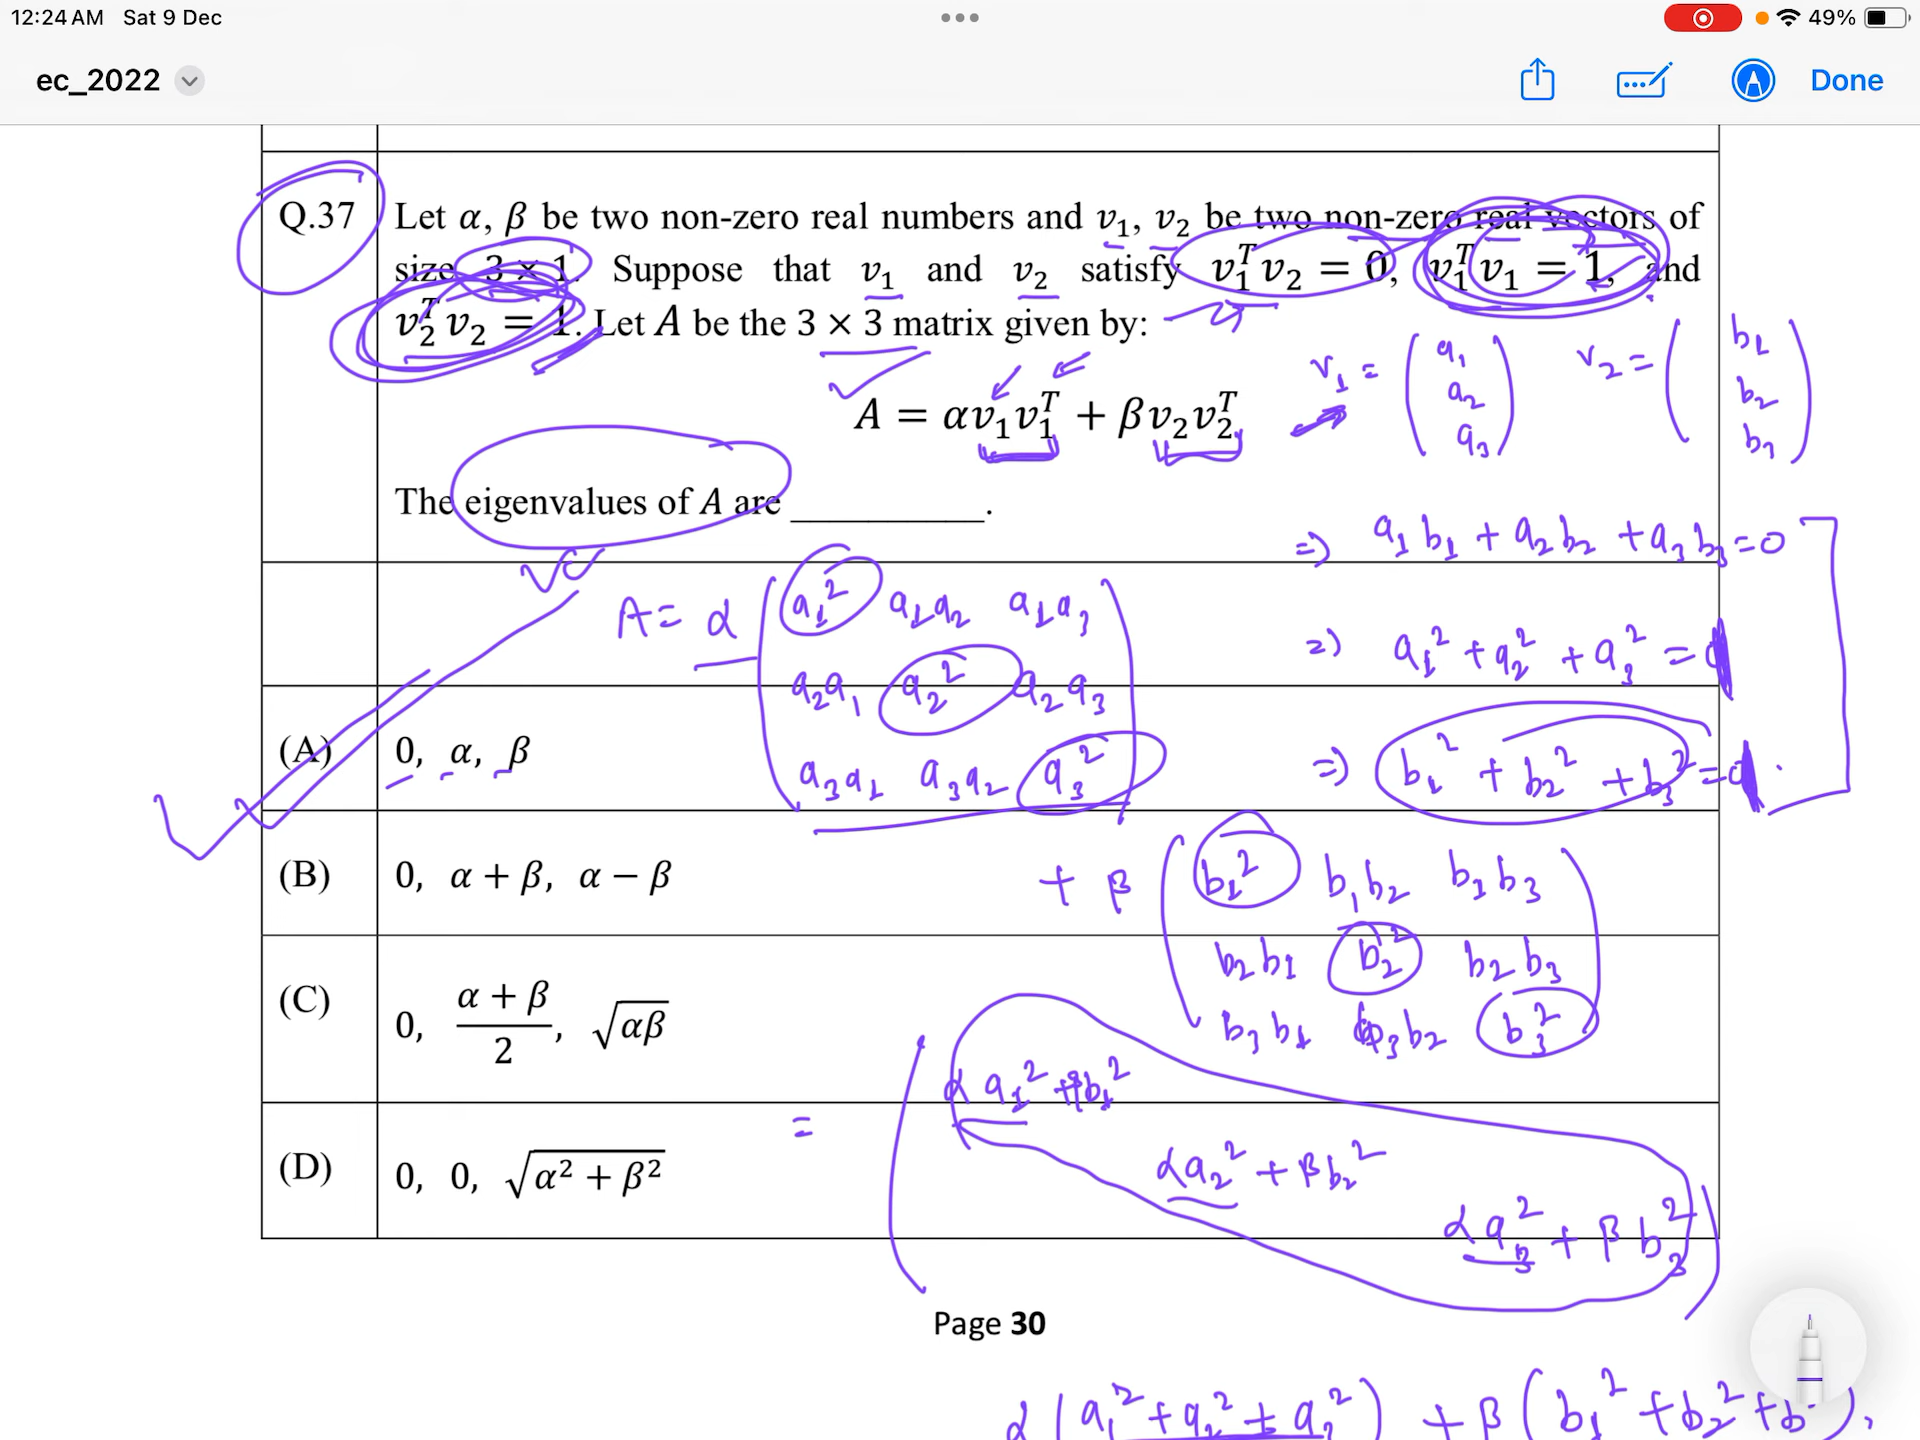 12:24 AM Sat 9 Dec
49%
ec_2022
Done
Q.37 Let α, β be two non-zero real numbers and v₁, v₂ be two non-zero real vectors of
size 3 × 1. Suppose that v₁ and v₂ satisfy v₁ᵀv₂ = 0, v₁ᵀv₁ = 1, and
v₂ᵀv₂ = 1. Let A be the 3 × 3 matrix given by:
v₁ = (a₁ a₂ a₃) v₂ = (b₁ b₂ b₃)
A = αv₁v₁ᵀ + βv₂v₂ᵀ
The eigenvalues of A are __________.
=) a₁b₁ + a₂b₂ + a₃b₃ = 0
A = α ( a₁² a₁a₂ a₁a₃
2) a₁² + a₂² + a₃² = 1
a₂a₁ a₂² a₂a₃
(A) 0, α, β
a₃a₁ a₃a₂ a₃² )
=) b₁² + b₂² + b₃² = 1
(B) 0, α + β, α − β
+ β ( b₁² b₁b₂ b₁b₃
b₂b₁ b₂² b₂b₃
b₃b₁ b₃b₂ b₃² )
(C) 0, (α + β)/2, √αβ
= ( αa₁² + βb₁²
(D) 0, 0, √α² + β²
αa₂² + βb₂²
αa₃² + βb₃² )
Page 30
α(a₁² + a₂² + a₃²) + β(b₁² + b₂² + b